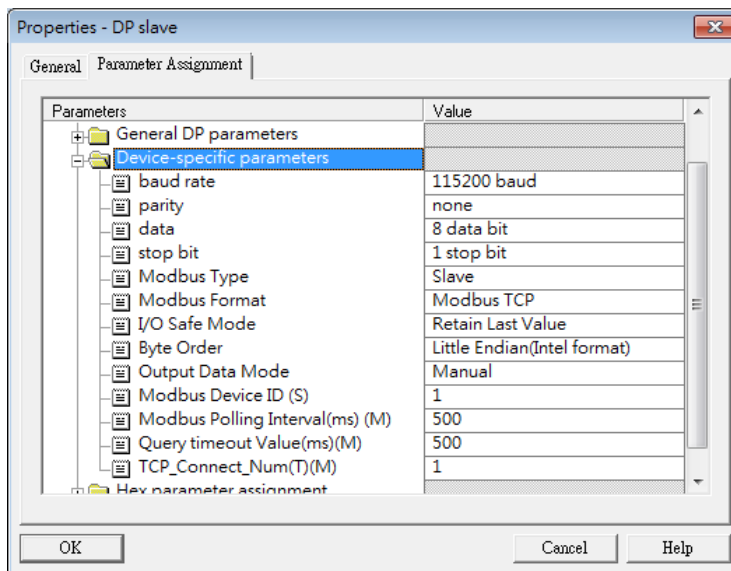 Properties - DP slave
General Parameter Assignment
Parameters Value
General DP parameters
Device-specific parameters
baud rate 115200 baud
parity none
data 8 data bit
stop bit 1 stop bit
Modbus Type Slave
Modbus Format Modbus TCP
I/O Safe Mode Retain Last Value
Byte Order Little Endian(Intel format)
Output Data Mode Manual
Modbus Device ID (S) 1
Modbus Polling Interval(ms) (M) 500
Query timeout Value(ms)(M) 500
TCP_Connect_Num(T)(M) 1
Hex parameter assignment
OK Cancel Help